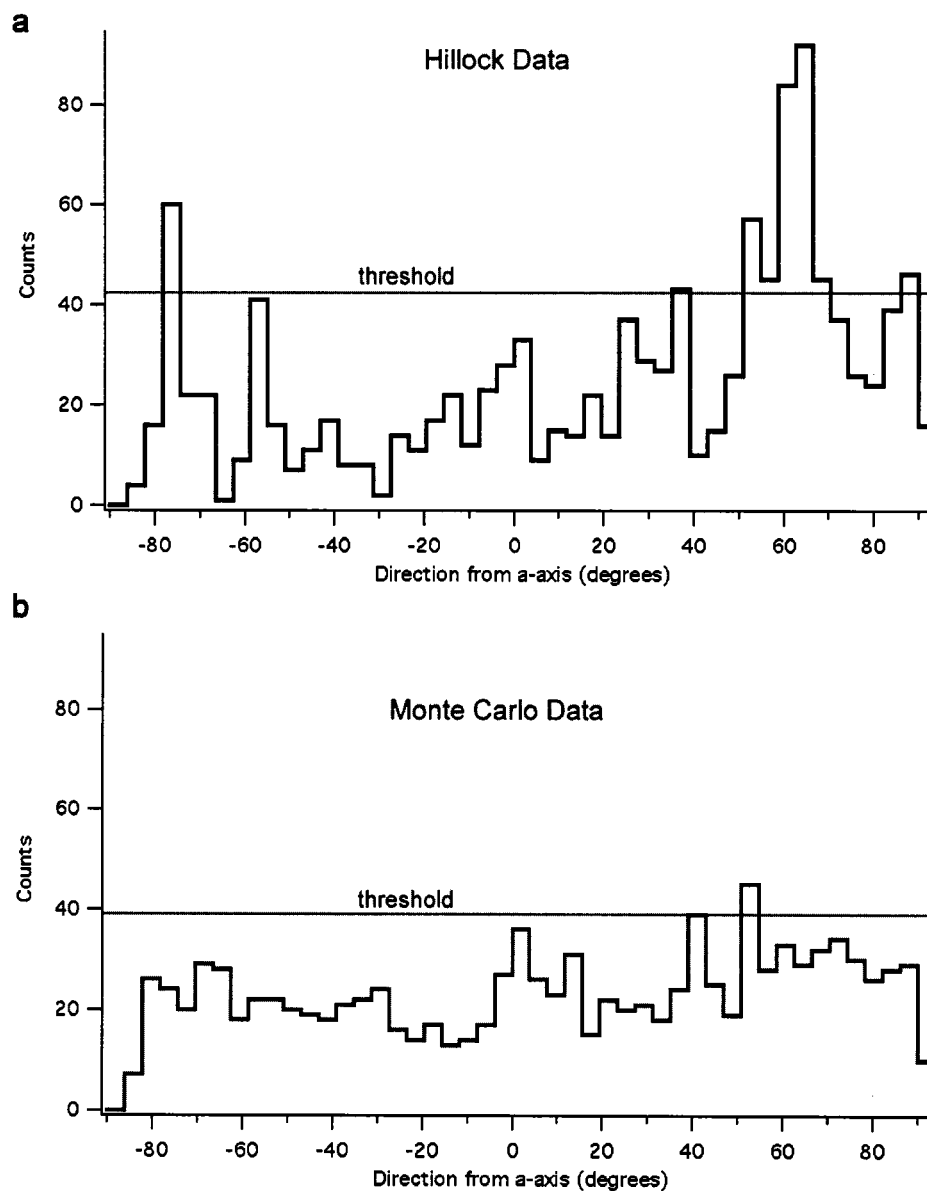 a
Hillock Data
80
60
40
20
0
Counts
threshold
-80 -60 -40 -20 0 20 40 60 80
Direction from a-axis (degrees)
b
Monte Carlo Data
80
60
40
20
0
Counts
threshold
-80 -60 -40 -20 0 20 40 60 80
Direction from a-axis (degrees)